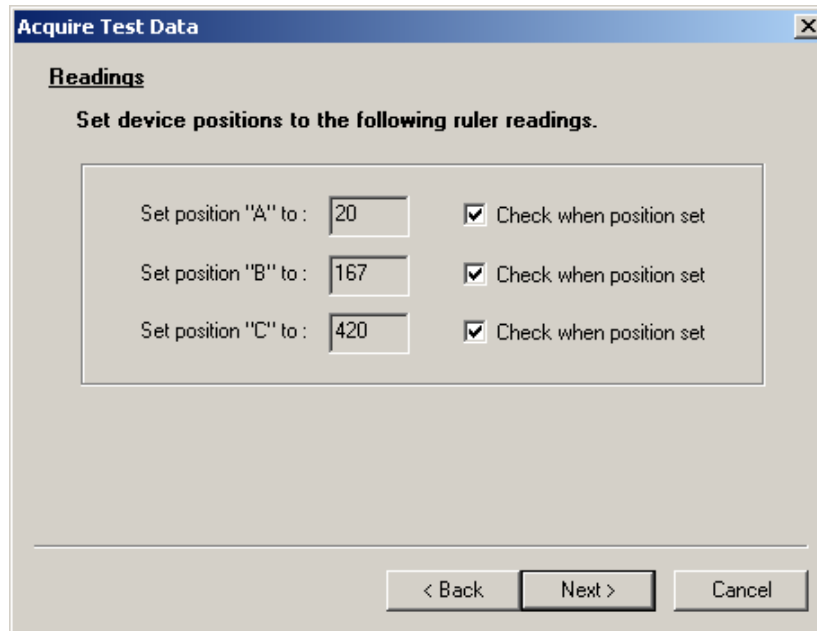 Acquire Test Data
Readings
Set device positions to the following ruler readings.
Set position "A" to : 20 Check when position set
Set position "B" to : 167 Check when position set
Set position "C" to : 420 Check when position set
< Back Next > Cancel